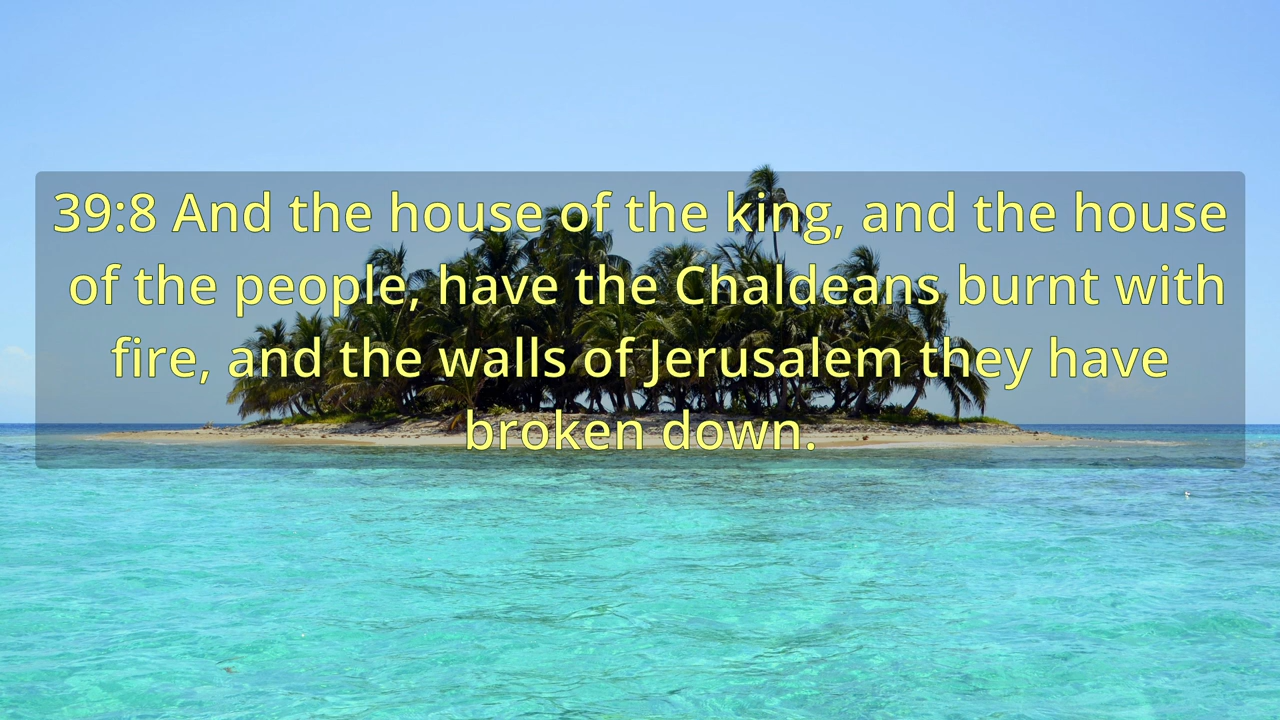 39:8 And the house of the king, and the house
of the people, have the Chaldeans burnt with
fire, and the walls of Jerusalem they have
broken down.